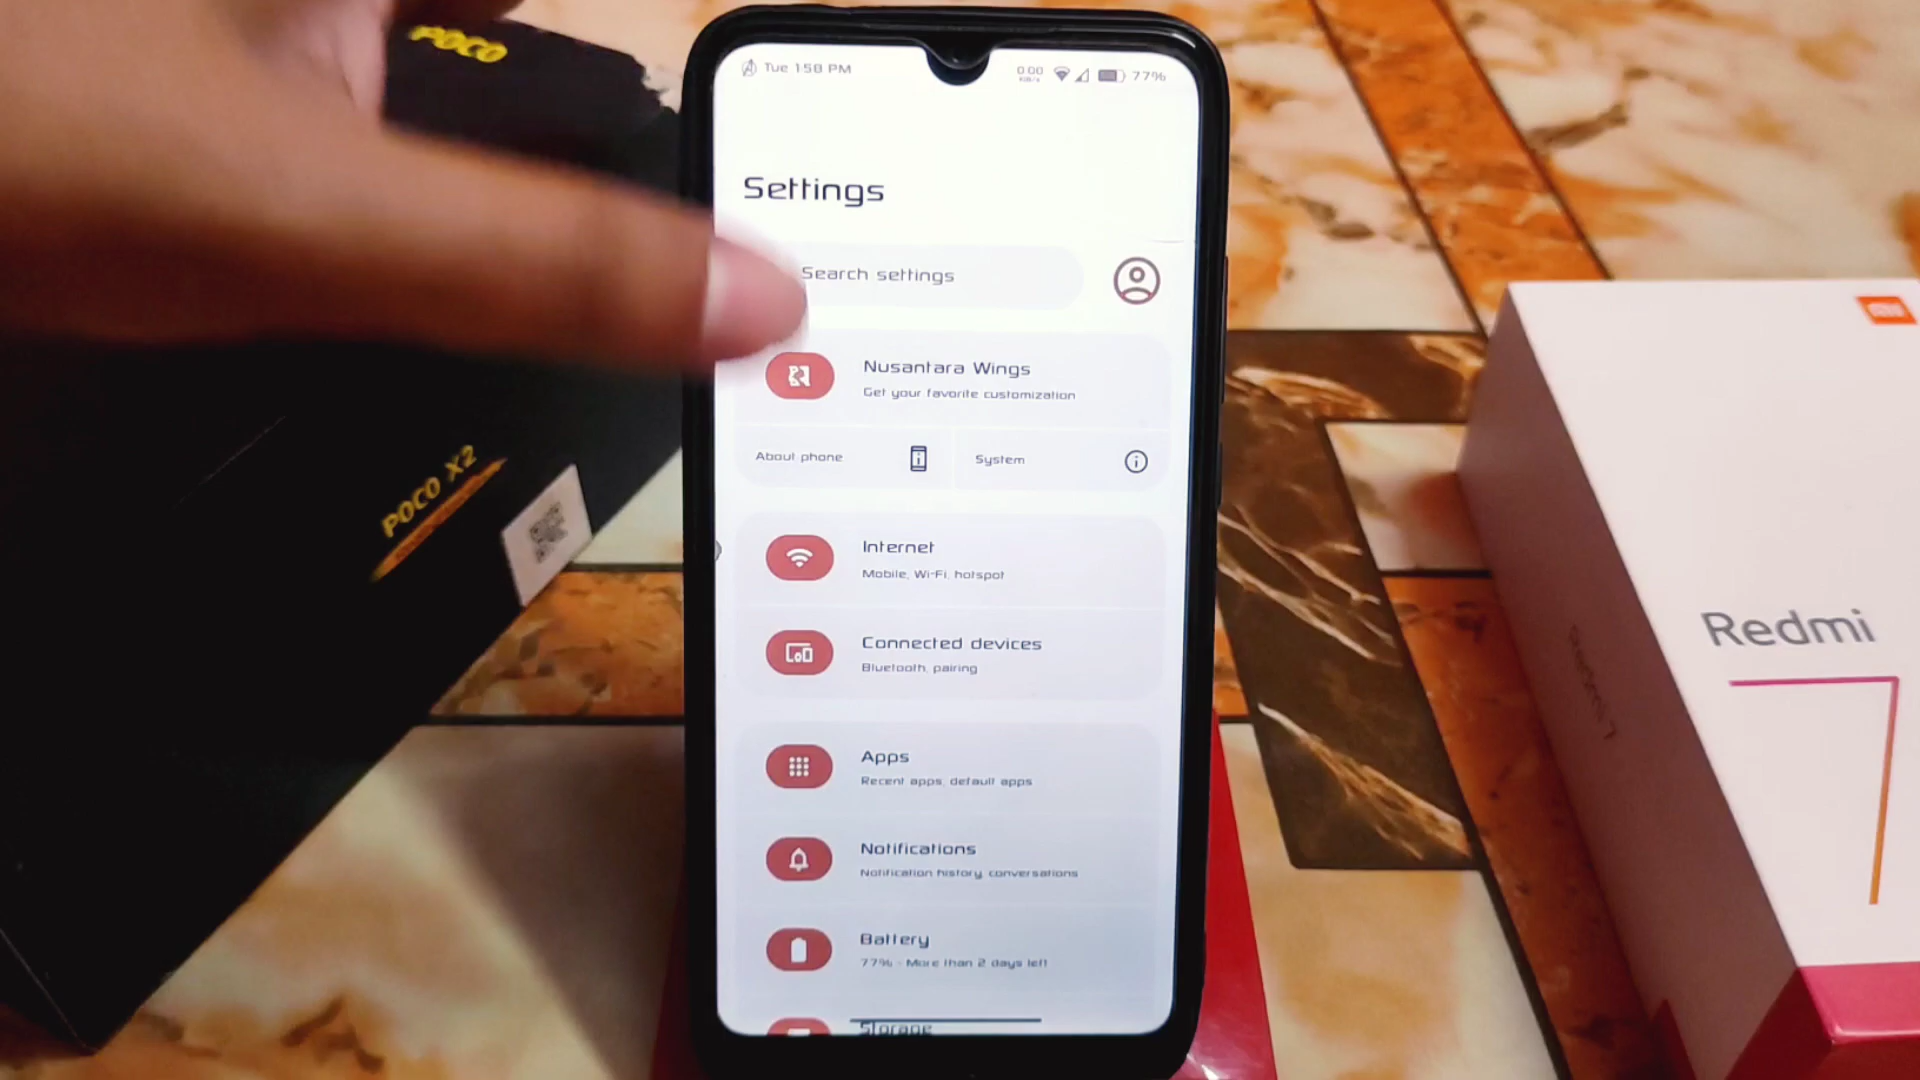 POCO
POCO X2
Tue 1:58 PM
0.00
77%
Settings
Search settings
Nusantara Wings
Get your favorite customization
About phone
System
Internet
Mobile, Wi-Fi, hotspot
Connected devices
Bluetooth, pairing
Apps
Recent apps, default apps
Notifications
Notification history, conversations
Battery
77% - More than 2 days left
Storage
Redmi
7